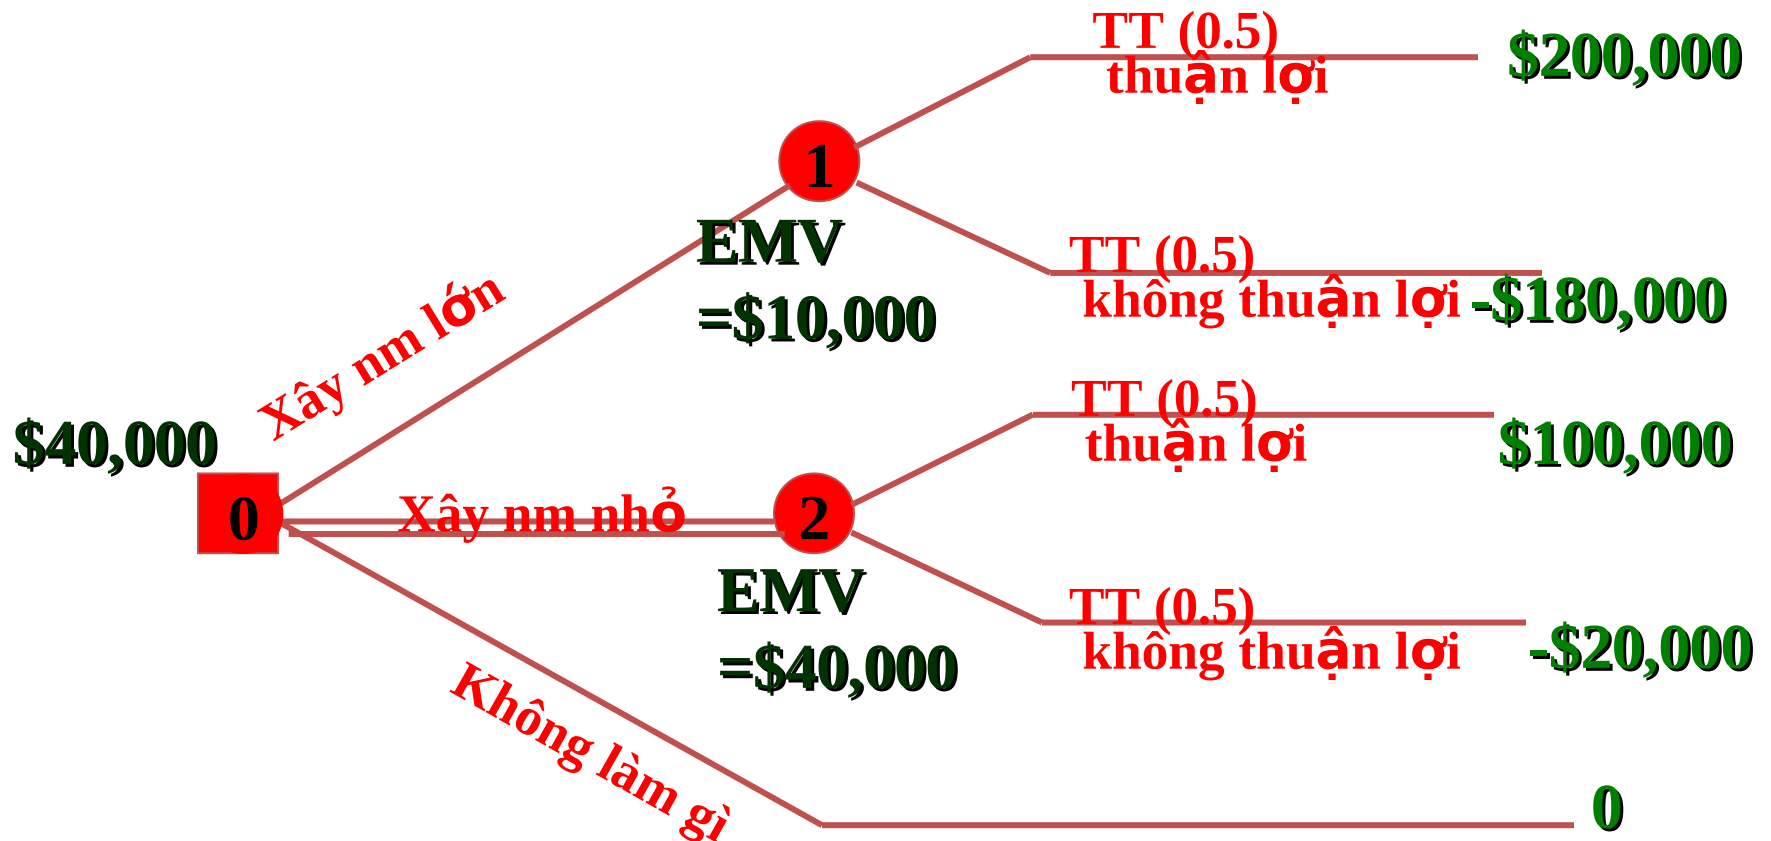 TT (0.5)
thuận lợi
$200,000
1
EMV
=$10,000
TT (0.5)
không thuận lợi
-$180,000
Xây nm lớn
$40,000
0
Xây nm nhỏ
2
TT (0.5)
thuận lợi
$100,000
EMV
=$40,000
TT (0.5)
không thuận lợi
-$20,000
Không làm gì
0